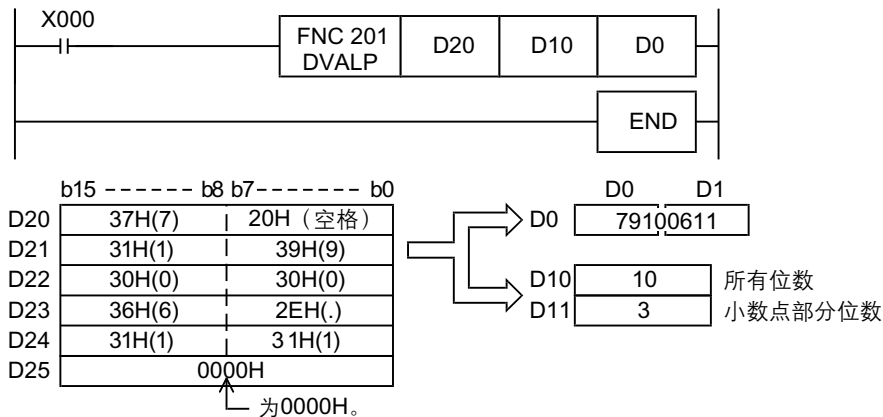 X000
FNC 201
DVALP
D20
D10
D0
END
b15 ------ b8 b7------- b0
D20 37H(7) 20H（空格）
D21 31H(1) 39H(9)
D22 30H(0) 30H(0)
D23 36H(6) 2EH(.)
D24 31H(1) 31H(1)
D25 0000H
为0000H。
D0 D1
D0 79100611
D10 10 所有位数
D11 3 小数点部分位数